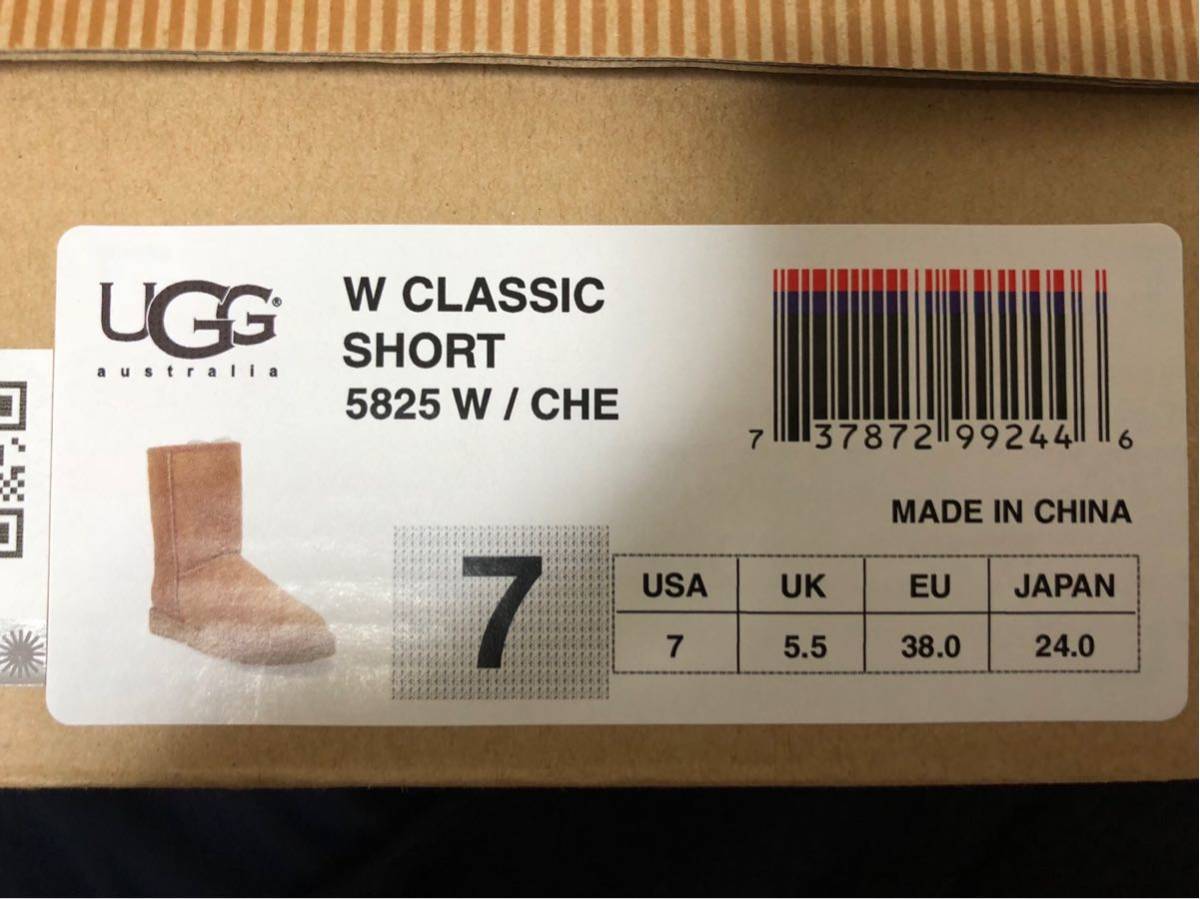 UGG®
australia
W CLASSIC
SHORT
5825 W / CHE
7 37872 99244 6
MADE IN CHINA
7
USA UK EU JAPAN
7 5.5 38.0 24.0